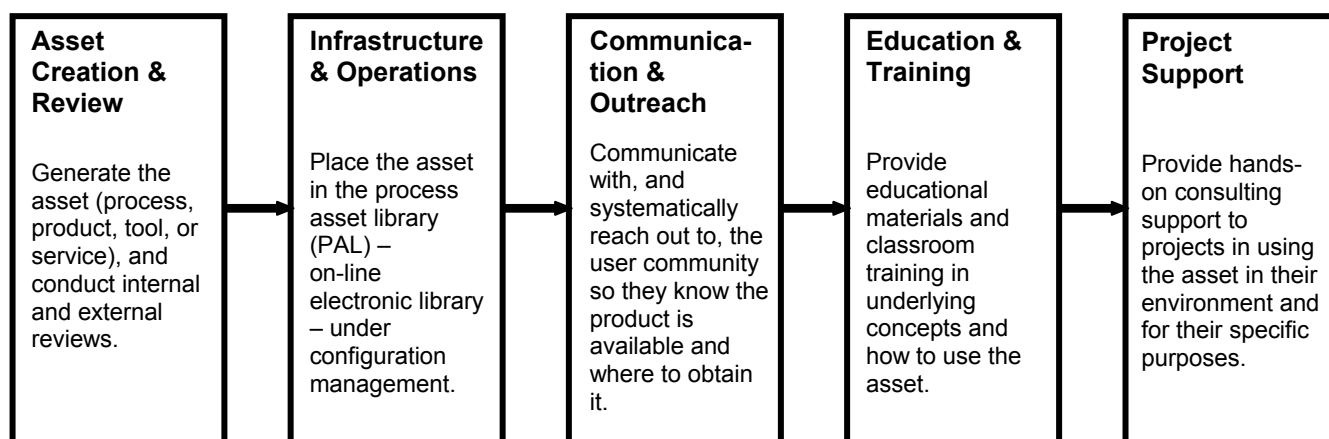 Asset
Creation &
Review
Generate the
asset (process,
product, tool, or
service), and
conduct internal
and external
reviews.
Infrastructure
& Operations
Place the asset
in the process
asset library
(PAL) –
on-line
electronic library
– under
configuration
management.
Communica-
tion &
Outreach
Communicate
with, and
systematically
reach out to, the
user community
so they know the
product is
available and
where to obtain
it.
Education &
Training
Provide
educational
materials and
classroom
training in
underlying
concepts and
how to use the
asset.
Project
Support
Provide hands-
on consulting
support to
projects in using
the asset in their
environment and
for their specific
purposes.